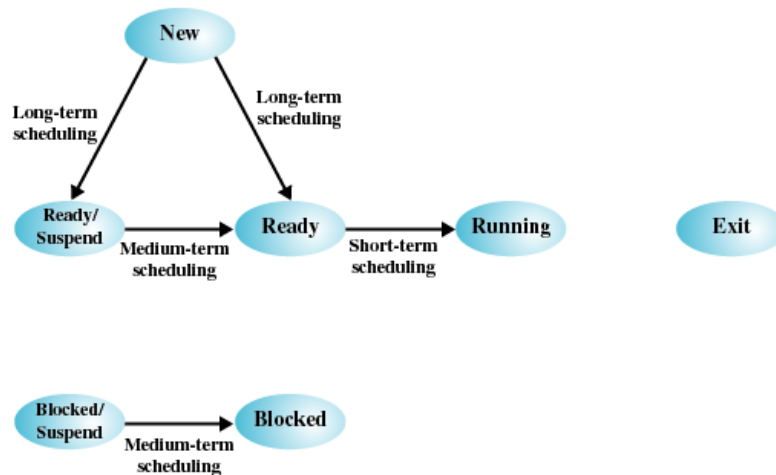 New
Long-term
scheduling
Long-term
scheduling
Ready/
Suspend
Ready
Running
Exit
Medium-term
scheduling
Short-term
scheduling
Blocked/
Suspend
Blocked
Medium-term
scheduling